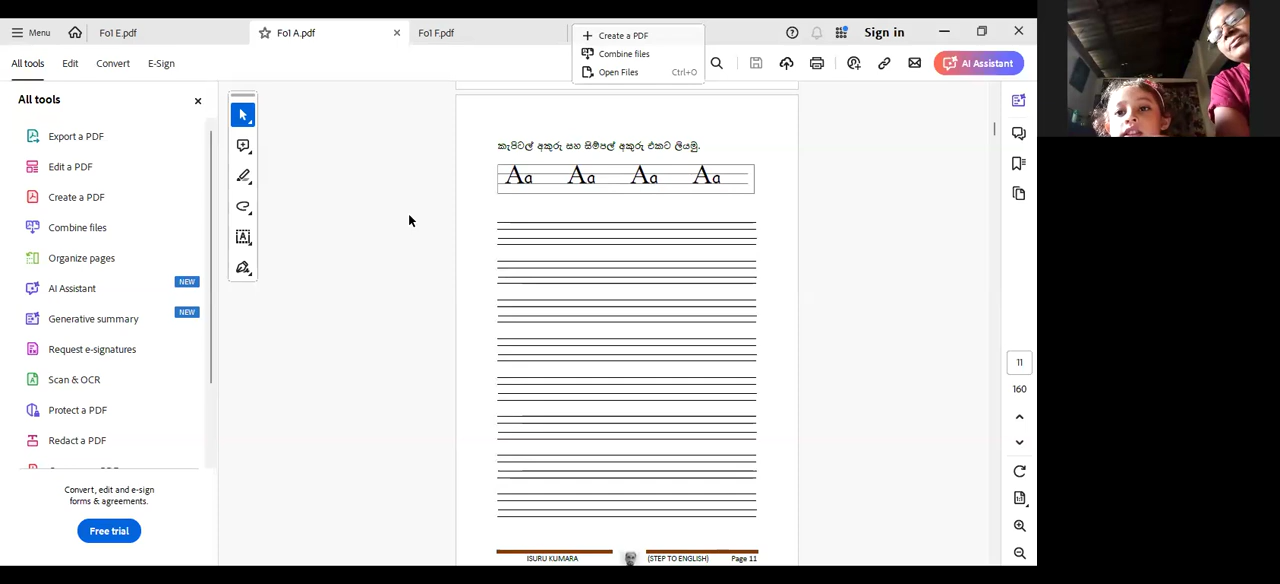 Menu
Fo1 E.pdf
Fo1 A.pdf
Fo1 F.pdf
Create a PDF
Combine files
Open Files Ctrl+O
Sign in
All tools
Edit
Convert
E-Sign
AI Assistant
All tools
Export a PDF
Edit a PDF
Create a PDF
Combine files
Organize pages
AI Assistant NEW
Generative summary NEW
Request e-signatures
Scan & OCR
Protect a PDF
Redact a PDF
Convert, edit and e-sign
forms & agreements.
Free trial
කැපිටල් අකුරු සහ සිම්පල් අකුරු එකට ලියමු.
Aa Aa Aa Aa
ISURU KUMARA (STEP TO ENGLISH) Page 11
11
160